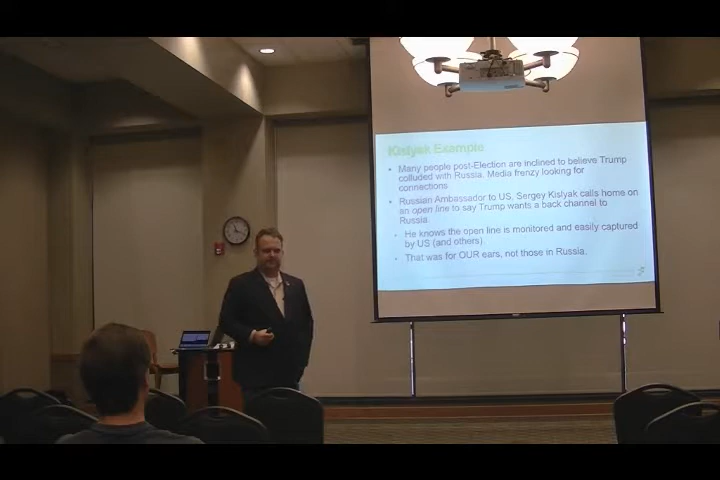 Kislyak Example
• Many people post-Election are inclined to believe Trump
colluded with Russia. Media frenzy looking for
connections
• Russian Ambassador to US, Sergey Kislyak calls home on
an open line to say Trump wants a back channel to
Russia.
• He knows the open line is monitored and easily captured
by US (and others).
• That was for OUR ears, not those in Russia.